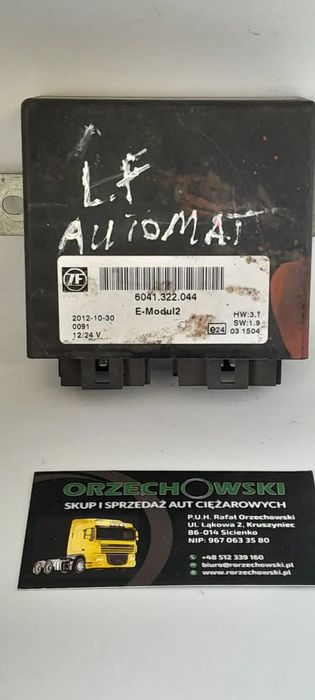 L.F
AUTOMAT
ZF
6041.322.044
E-Modul2
2012-10-30
0091
12/24 V
HW:3.1
SW:1.9
e24 03 1504
ORZECHOWSKI
SKUP I SPRZEDAŻ AUT CIĘŻAROWYCH
P.U.H. Rafał Orzechowski
Ul. Łąkowa 2, Kruszyniec
86-014 Sicienko
NIP: 967 063 35 80
+48 512 339 160
biuro@rorzechowski.pl
www.rorzechowski.pl